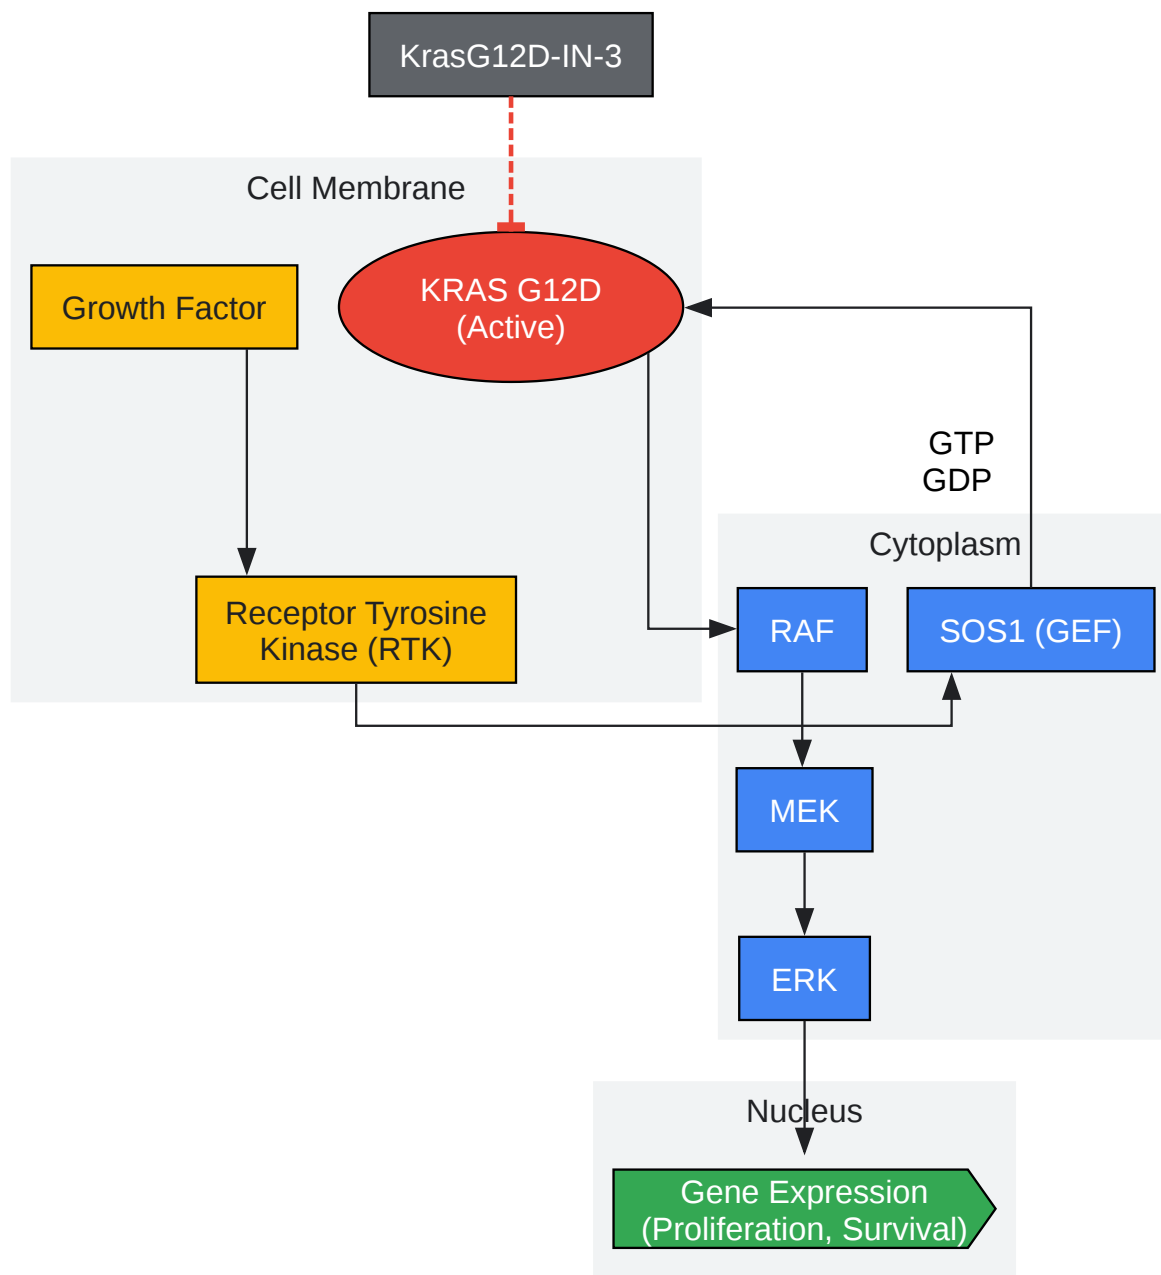 KrasG12D-IN-3
Cell Membrane
Growth Factor
KRAS G12D
(Active)
GTP
GDP
Cytoplasm
Receptor Tyrosine
Kinase (RTK)
RAF
SOS1 (GEF)
MEK
ERK
Nucleus
Gene Expression
(Proliferation, Survival)